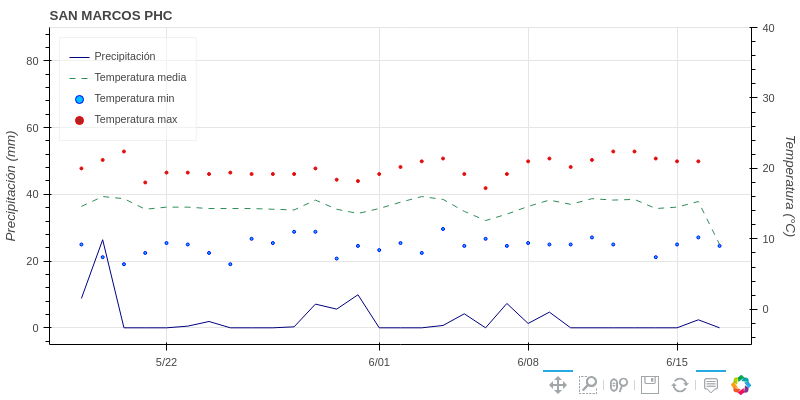 SAN MARCOS PHC
Precipitación
Temperatura media
Temperatura min
Temperatura max
80
60
40
20
0
Precipitación (mm)
40
30
20
10
0
Temperatura (°C)
5/22
6/01
6/08
6/15